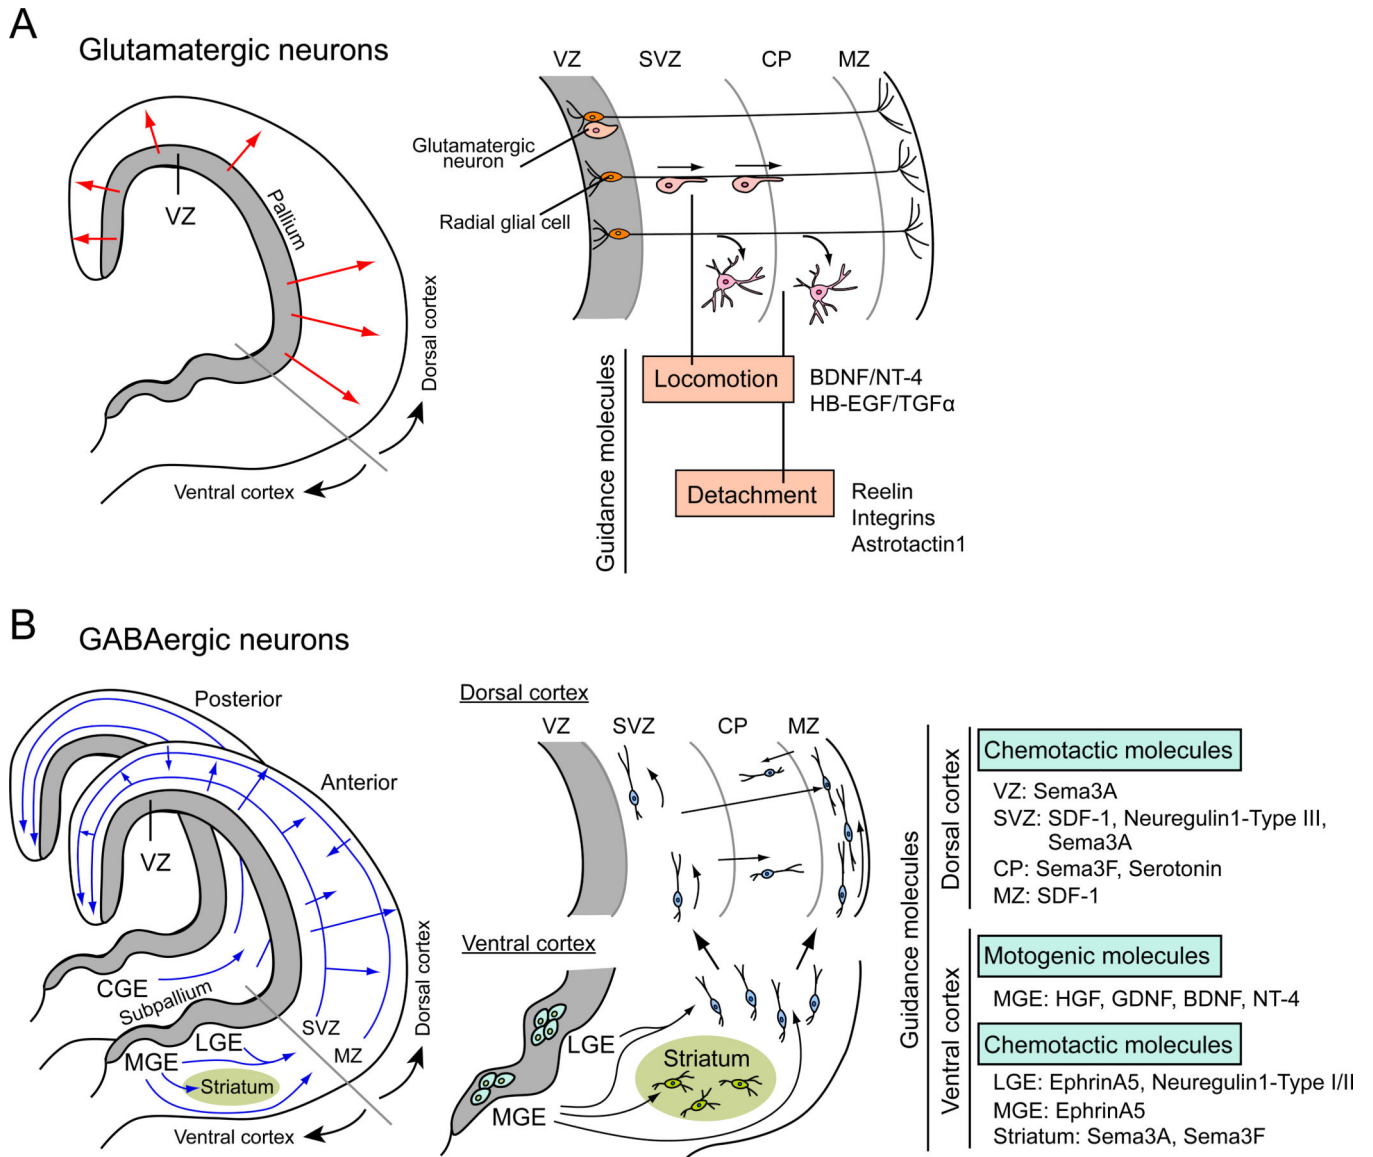 A
Glutamatergic neurons
VZ
Pallium
Dorsal cortex
Ventral cortex
VZ
SVZ
CP
MZ
Glutamatergic
neuron
Radial glial cell
Guidance molecules
Locomotion
BDNF/NT-4
HB-EGF/TGFα
Detachment
Reelin
Integrins
Astrotactin1
B
GABAergic neurons
Posterior
Anterior
VZ
CGE
Subpallium
LGE
MGE
Striatum
SVZ
MZ
Dorsal cortex
Ventral cortex
Dorsal cortex
VZ
SVZ
CP
MZ
Ventral cortex
LGE
MGE
Striatum
Guidance molecules
Dorsal cortex
Chemotactic molecules
VZ: Sema3A
SVZ: SDF-1, Neuregulin1-Type III,
Sema3A
CP: Sema3F, Serotonin
MZ: SDF-1
Ventral cortex
Motogenic molecules
MGE: HGF, GDNF, BDNF, NT-4
Chemotactic molecules
LGE: EphrinA5, Neuregulin1-Type I/II
MGE: EphrinA5
Striatum: Sema3A, Sema3F